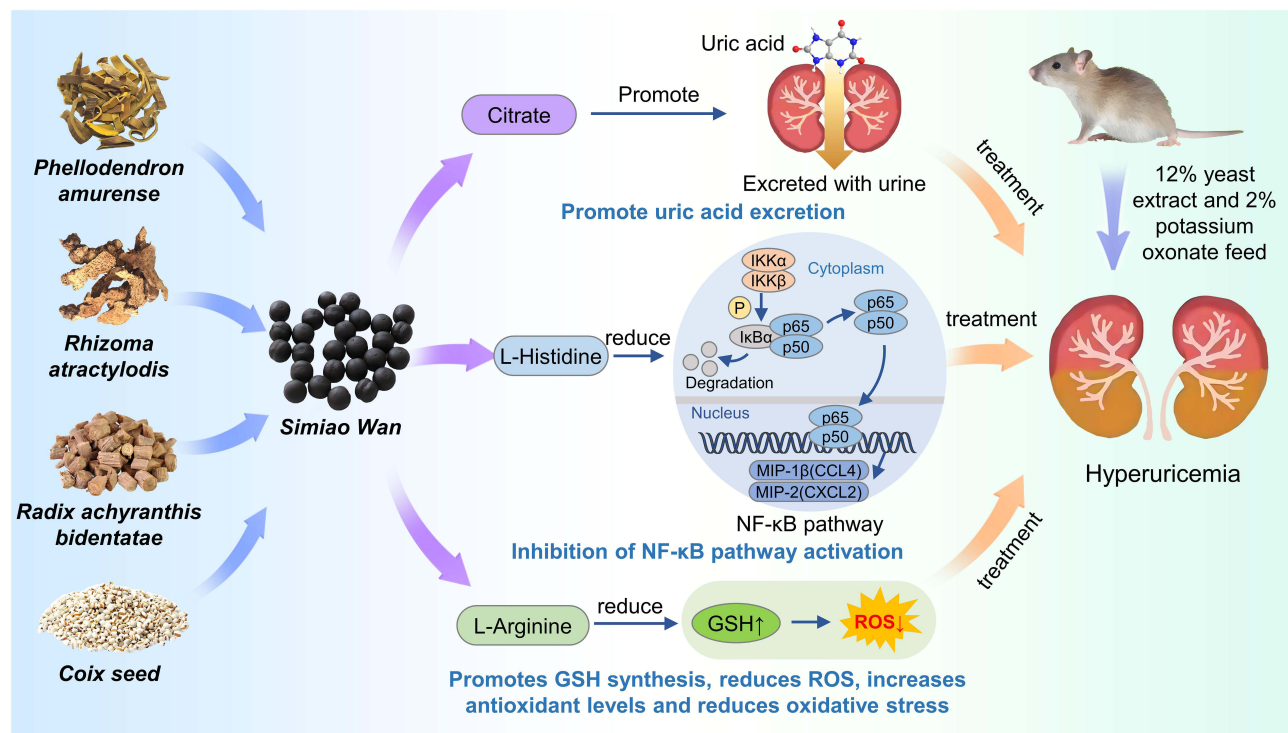 Phellodendron
amurense
Rhizoma
atractylodis
Radix achyranthis
bidentatae
Coix seed
Simiao Wan
Citrate
Promote
Uric acid
Excreted with urine
Promote uric acid excretion
L-Histidine
reduce
IKKα
IKKβ
Cytoplasm
P
IκBα
p65
p50
p65
p50
Degradation
Nucleus
p65
p50
MIP-1β(CCL4)
MIP-2(CXCL2)
NF-κB pathway
Inhibition of NF-κB pathway activation
L-Arginine
reduce
GSH↑
ROS↓
Promotes GSH synthesis, reduces ROS, increases
antioxidant levels and reduces oxidative stress
treatment
treatment
treatment
12% yeast
extract and 2%
potassium
oxonate feed
Hyperuricemia